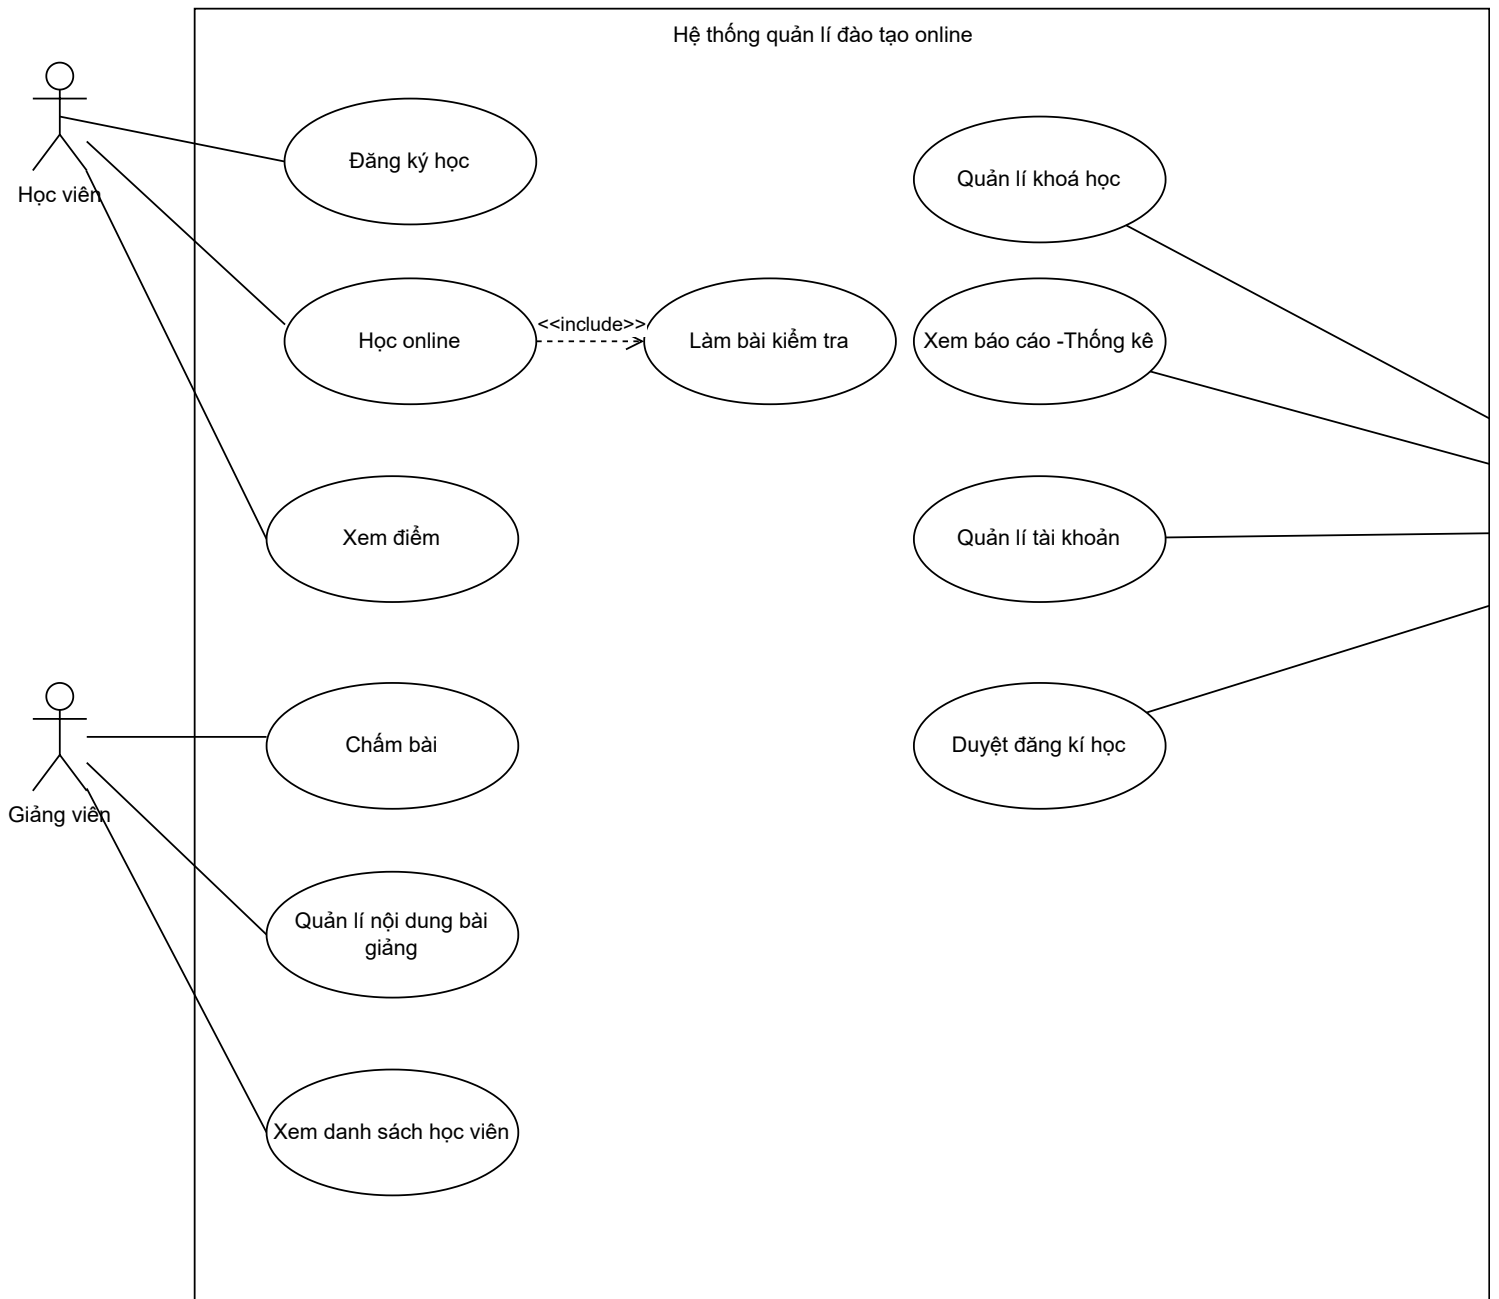 Hệ thống quản lí đào tạo online
Học viên
Đăng ký học
Quản lí khoá học
Học online
<<include>>
Làm bài kiểm tra
Xem báo cáo -Thống kê
Xem điểm
Quản lí tài khoản
Giảng viên
Chấm bài
Duyệt đăng kí học
Quản lí nội dung bài
giảng
Xem danh sách học viên